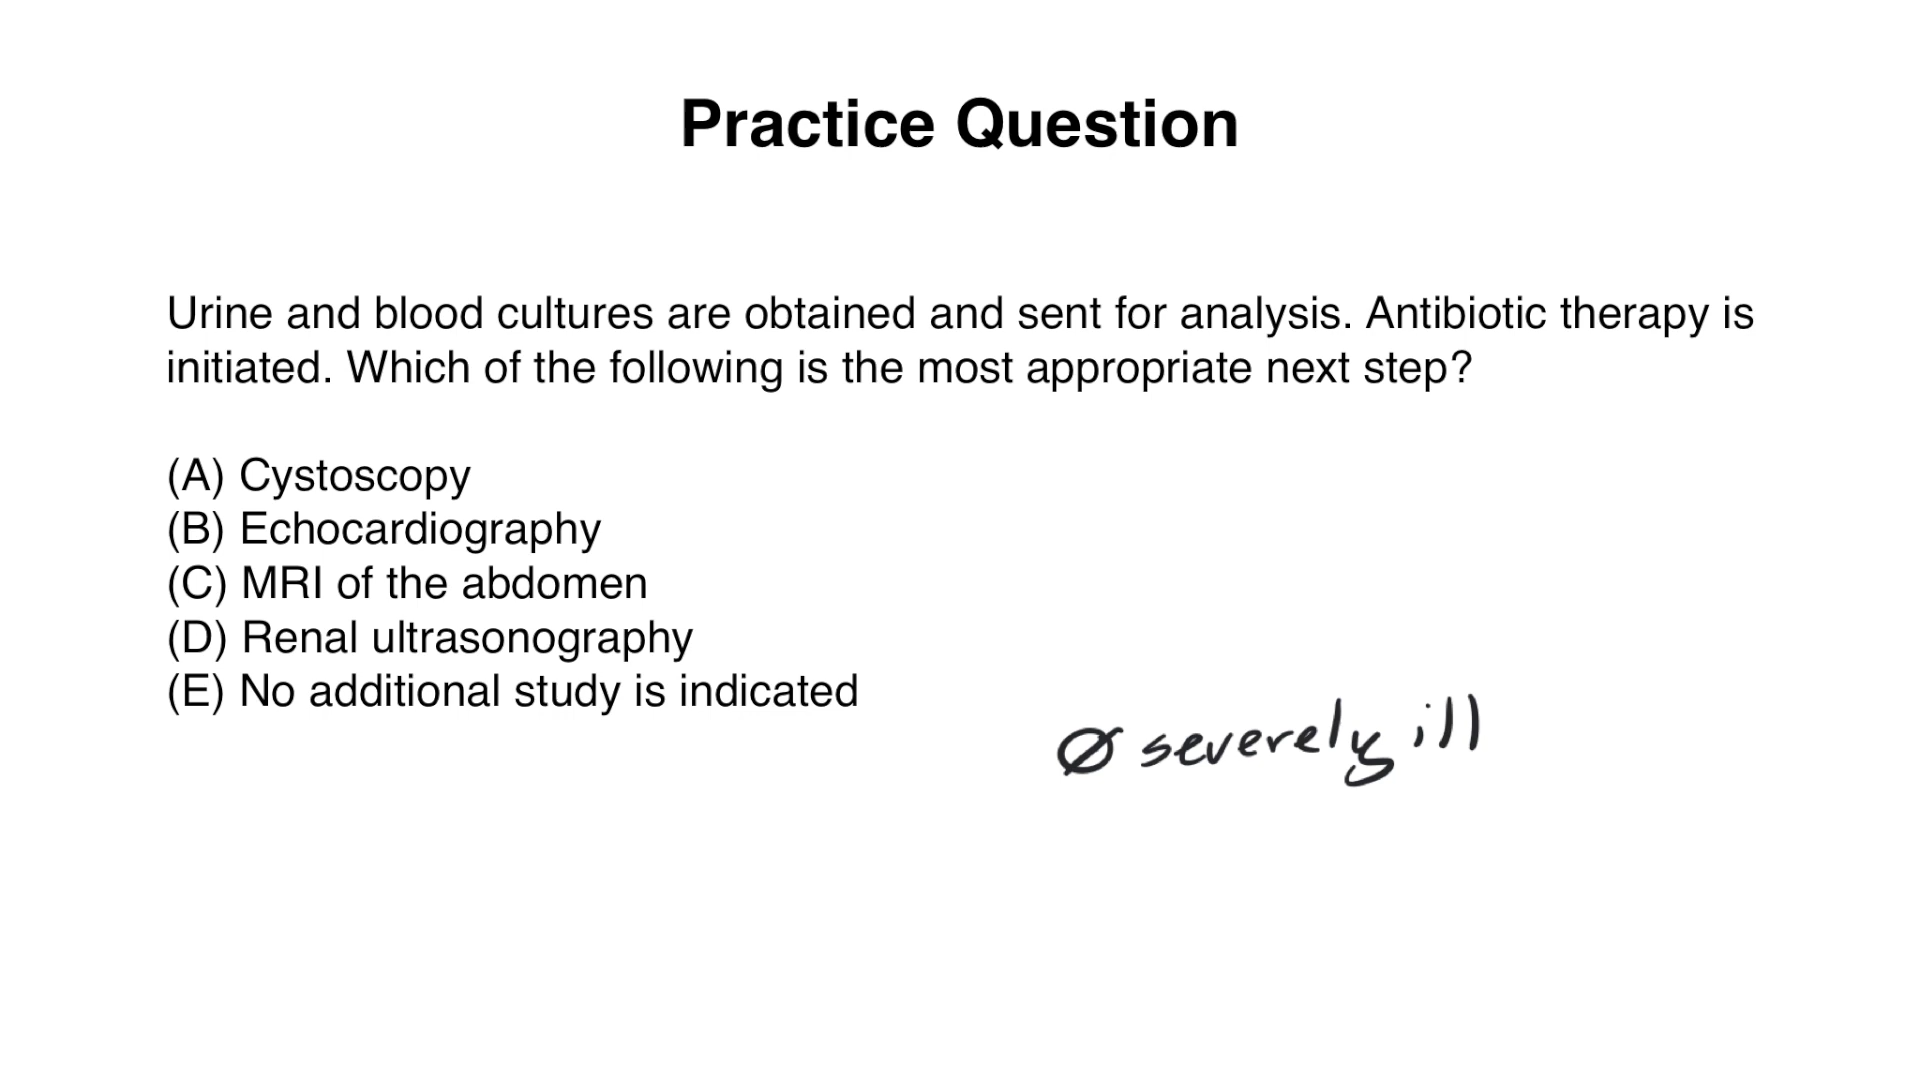 Practice Question
Urine and blood cultures are obtained and sent for analysis. Antibiotic therapy is
initiated. Which of the following is the most appropriate next step?
(A) Cystoscopy
(B) Echocardiography
(C) MRI of the abdomen
(D) Renal ultrasonography
(E) No additional study is indicated
Ø severely ill